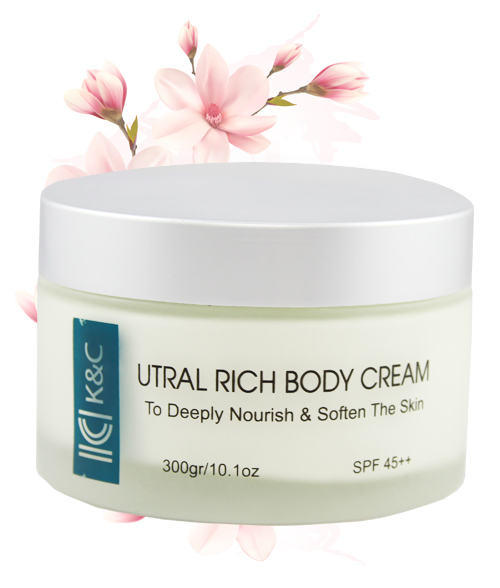 K&C
UTRAL RICH BODY CREAM
To Deeply Nourish & Soften The Skin
300gr/10.1oz
SPF 45++